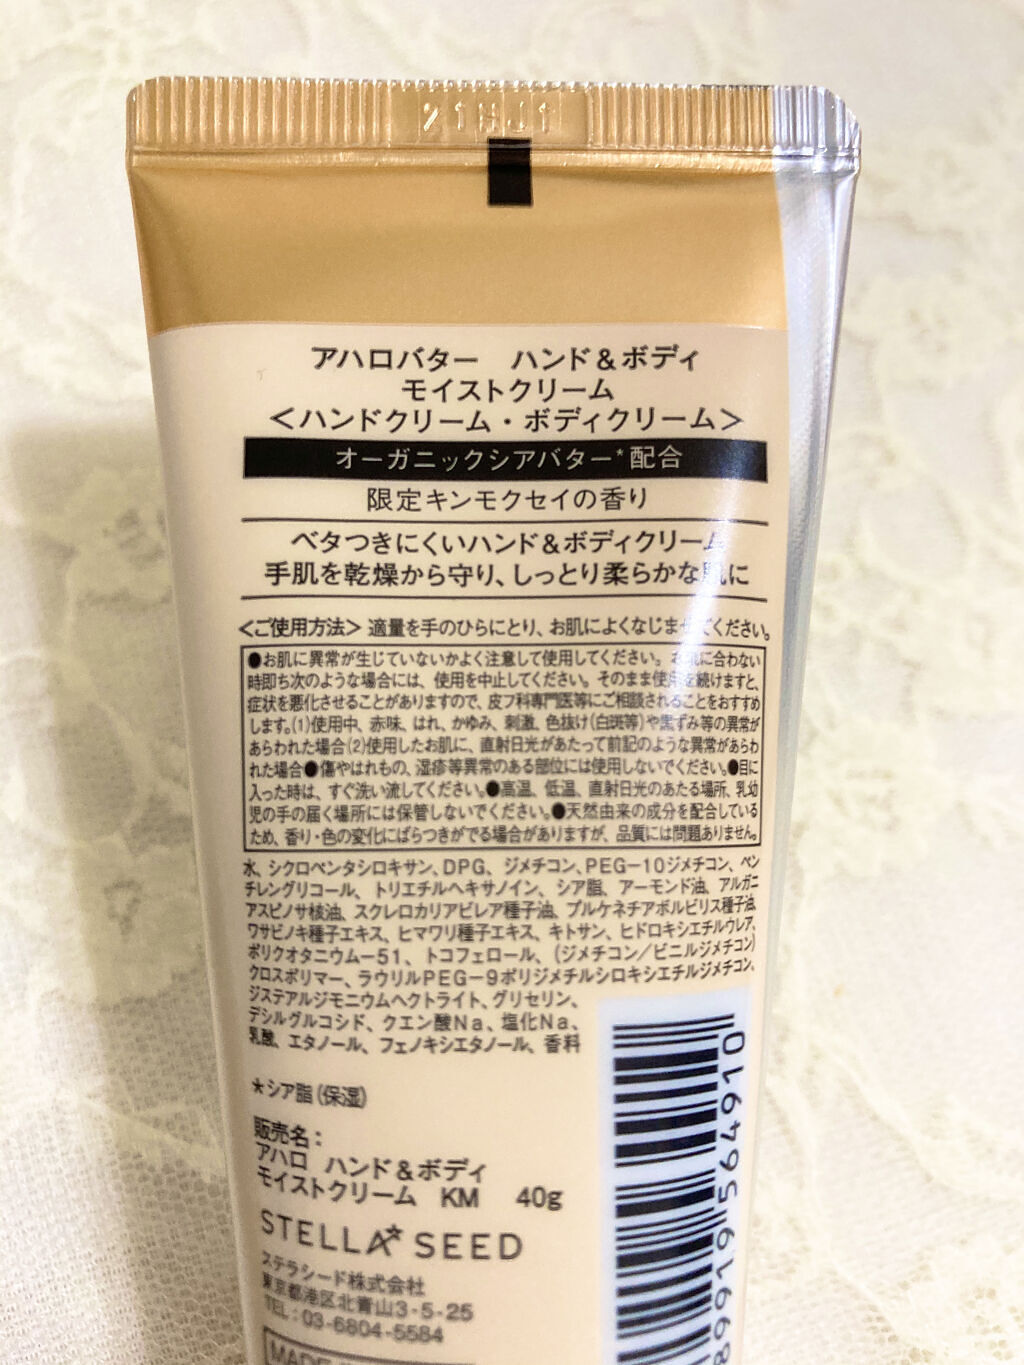 21HJ1
アハロバター　ハンド＆ボディ
モイストクリーム
＜ハンドクリーム・ボディクリーム＞
オーガニックシアバター*配合
限定キンモクセイの香り
ベタつきにくいハンド＆ボディクリーム
手肌を乾燥から守り、しっとり柔らかな肌に
＜ご使用方法＞ 適量を手のひらにとり、お肌によくなじませてください。
●お肌に異常が生じていないかよく注意して使用してください。お肌に合わない
時即ち次のような場合には、使用を中止してください。そのまま使用を続けますと、
症状を悪化させることがありますので、皮フ科専門医等にご相談されることをおすすめ
します。(1)使用中、赤味、はれ、かゆみ、刺激、色抜け(白斑等)や黒ずみ等の異常が
あらわれた場合(2)使用したお肌に、直射日光があたって前記のような異常があらわ
れた場合●傷やはれもの、湿疹等異常のある部位には使用しないでください。●目に
入った時は、すぐ洗い流してください。●高温、低温、直射日光のあたる場所、乳幼
児の手の届く場所には保管しないでください。●天然由来の成分を配合している
ため、香り・色の変化にばらつきがでる場合がありますが、品質には問題ありません。
水、シクロペンタシロキサン、DPG、ジメチコン、PEG－10ジメチコン、ペン
チレングリコール、トリエチルヘキサノイン、シア脂、アーモンド油、アルガニ
アスピノサ核油、スクレロカリアビレア種子油、プルケネチアボルビリス種子油、
ワサビノキ種子エキス、ヒマワリ種子エキス、キトサン、ヒドロキシエチルウレア、
ポリクオタニウム－51、トコフェロール、(ジメチコン／ビニルジメチコン)
クロスポリマー、ラウリルPEG－9ポリジメチルシロキシエチルジメチコン、
ジステアルジモニウムヘクトライト、グリセリン、
デシルグルコシド、クエン酸Na、塩化Na、
乳酸、エタノール、フェノキシエタノール、香料
*シア脂(保湿)
販売名：
アハロ　ハンド＆ボディ
モイストクリーム　KM　40g
STELLA SEED
ステラシード株式会社
東京都港区北青山3-5-25
TEL：03-6804-5584
MADE
89919564910